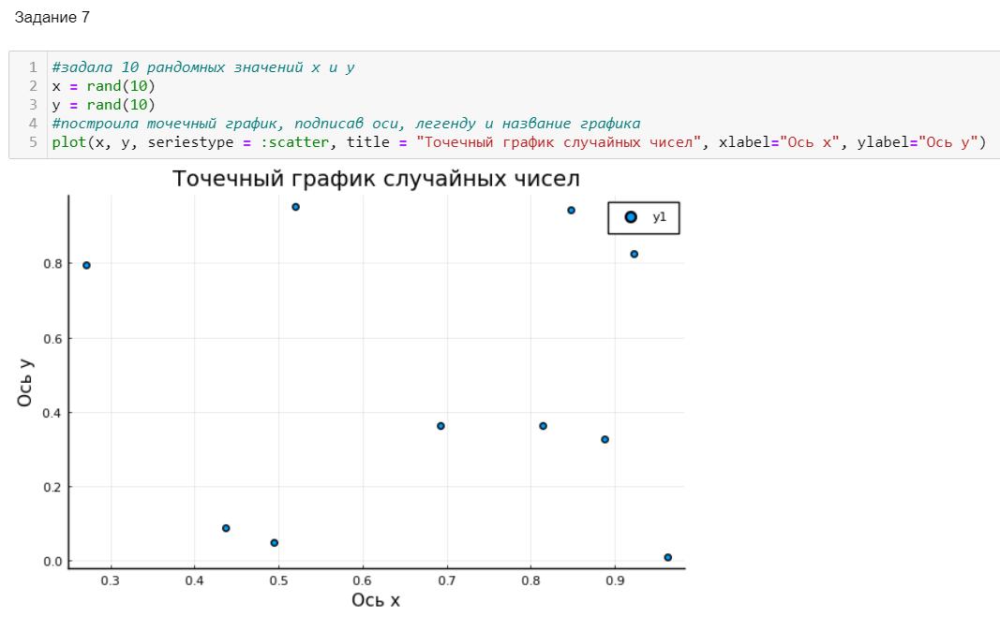 Задание 7
1 #задала 10 рандомных значений x и y
2 x = rand(10)
3 y = rand(10)
4 #построила точечный график, подписав оси, легенду и название графика
5 plot(x, y, seriestype = :scatter, title = "Точечный график случайных чисел", xlabel="Ось x", ylabel="Ось y")
Точечный график случайных чисел
y1
0.8
0.6
Ось y
0.4
0.2
0.0
0.3 0.4 0.5 0.6 0.7 0.8 0.9
Ось x